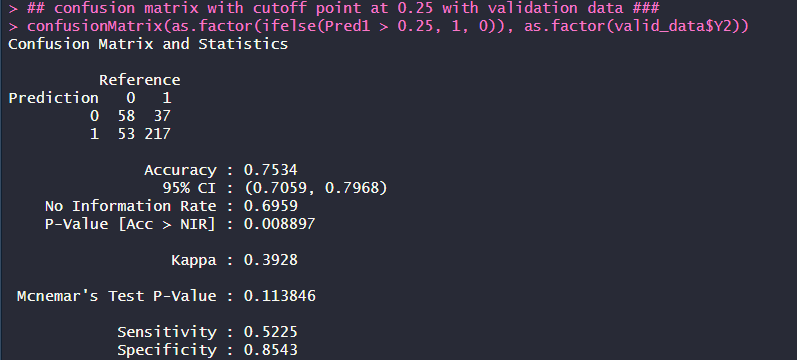 > ## confusion matrix with cutoff point at 0.25 with validation data ###
> confusionMatrix(as.factor(ifelse(Pred1 > 0.25, 1, 0)), as.factor(valid_data$Y2))
Confusion Matrix and Statistics
Reference
Prediction 0 1
0 58 37
1 53 217
Accuracy : 0.7534
95% CI : (0.7059, 0.7968)
No Information Rate : 0.6959
P-Value [Acc > NIR] : 0.008897
Kappa : 0.3928
Mcnemar's Test P-Value : 0.113846
Sensitivity : 0.5225
Specificity : 0.8543